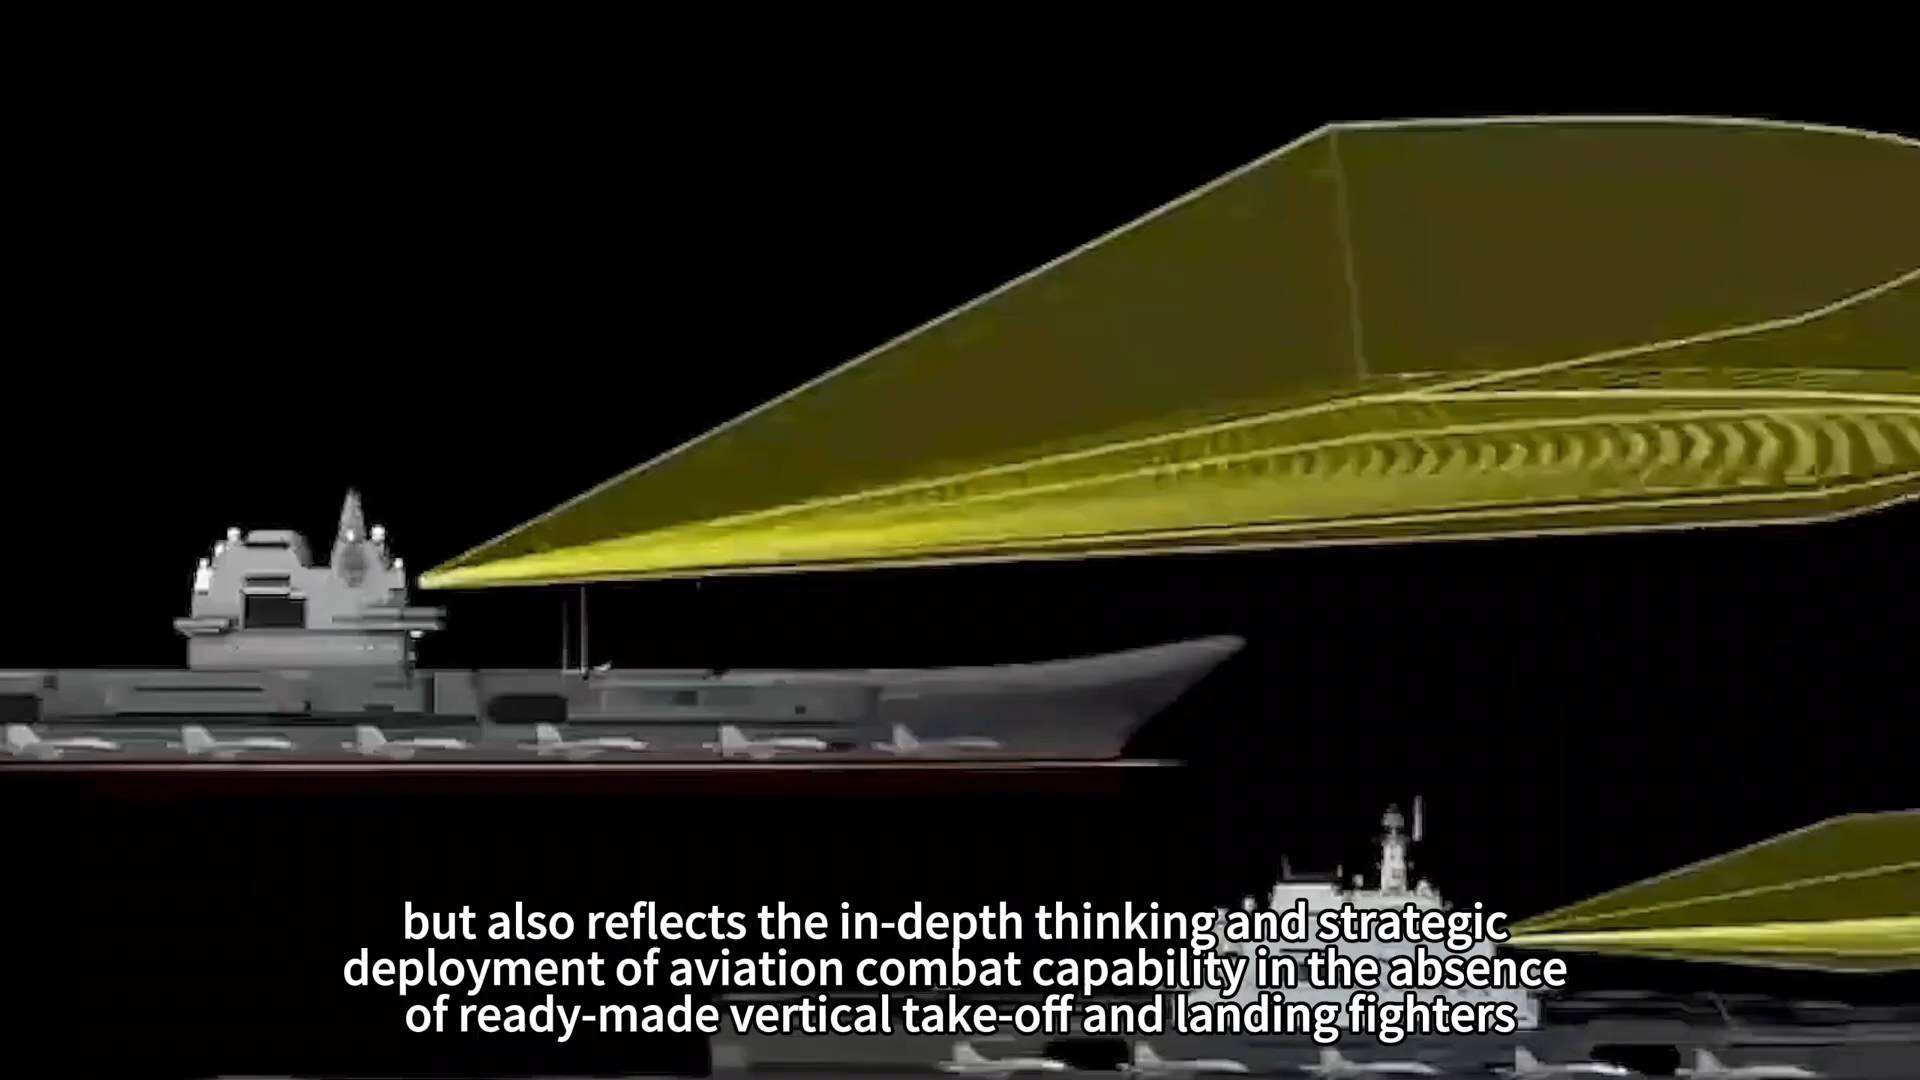 but also reflects the in-depth thinking and strategic
deployment of aviation combat capability in the absence
of ready-made vertical take-off and landing fighters